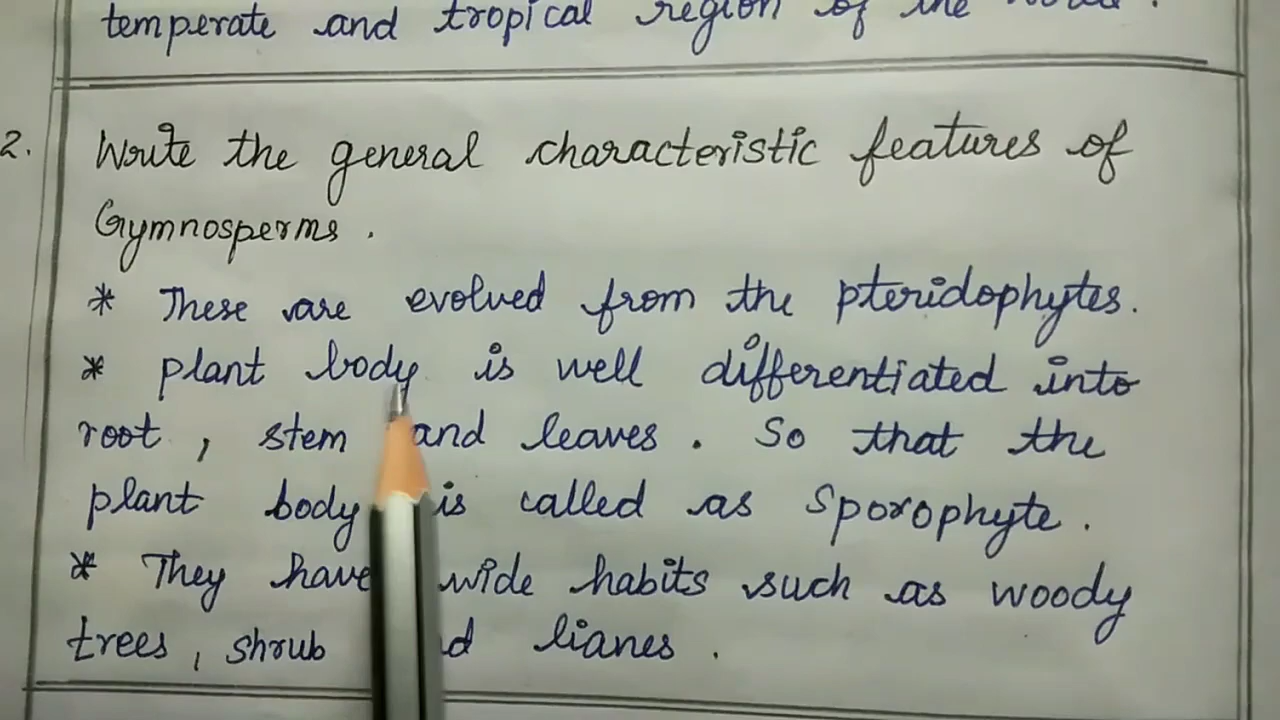 temperate and tropical region of the
2.
Write the general characteristic features of
Gymnosperms.
* These are evolved from the pteridophytes.
* plant body is well differentiated into
root, stem and leaves. So that the
plant body is called as Sporophyte.
* They have wide habits such as woody
trees, shrub lianes.